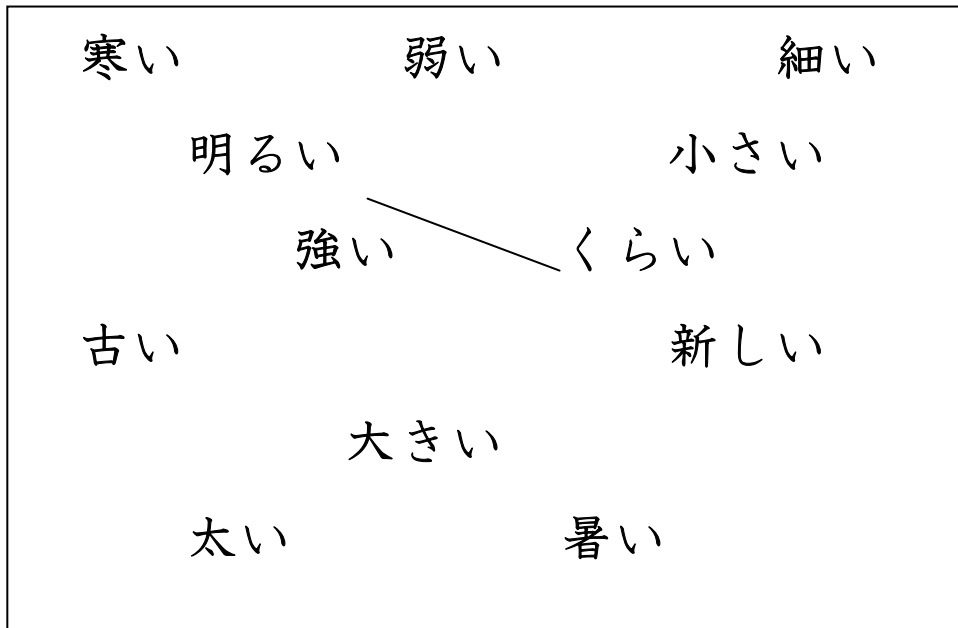 寒い 弱い 細い
明るい 小さい
強い くらい
古い 新しい
大きい
太い 暑い